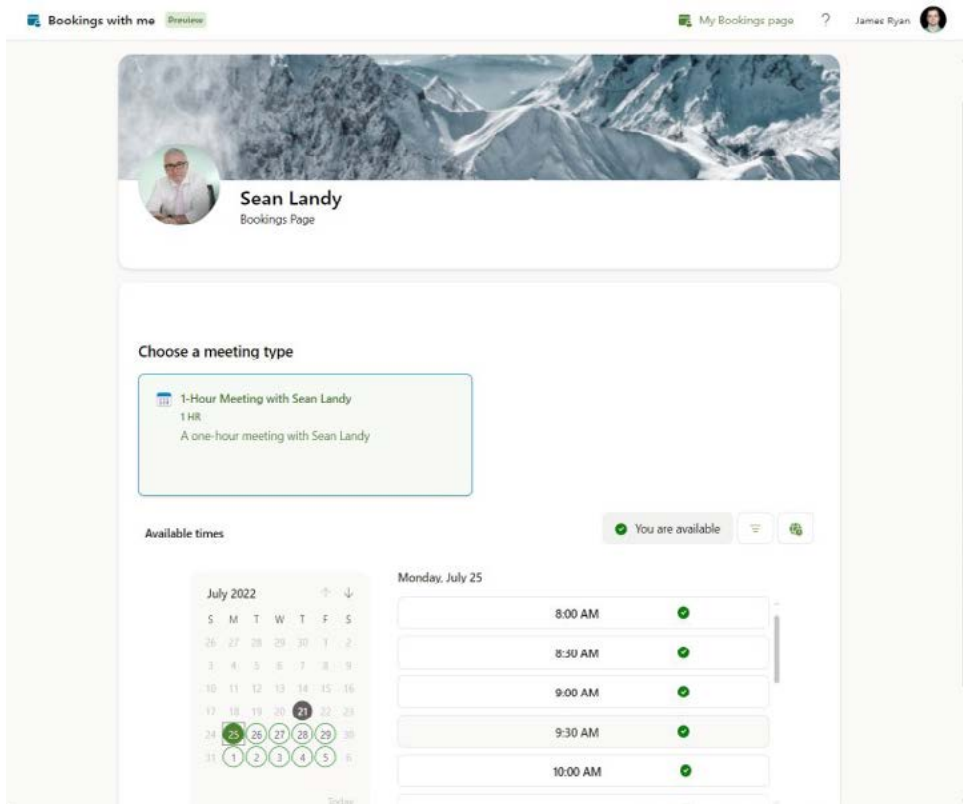 Bookings with me Preview
My Bookings page ? James Ryan
Sean Landy
Bookings Page
Choose a meeting type
1-Hour Meeting with Sean Landy
1 HR
A one-hour meeting with Sean Landy
Available times
You are available
July 2022
S M T W T F S
26 27 28 29 30 1 2
3 4 5 6 7 8 9
10 11 12 13 14 15 16
17 18 19 20 21 22 23
24 25 26 27 28 29 30
31 1 2 3 4 5 6
Today
Monday, July 25
8:00 AM
8:30 AM
9:00 AM
9:30 AM
10:00 AM